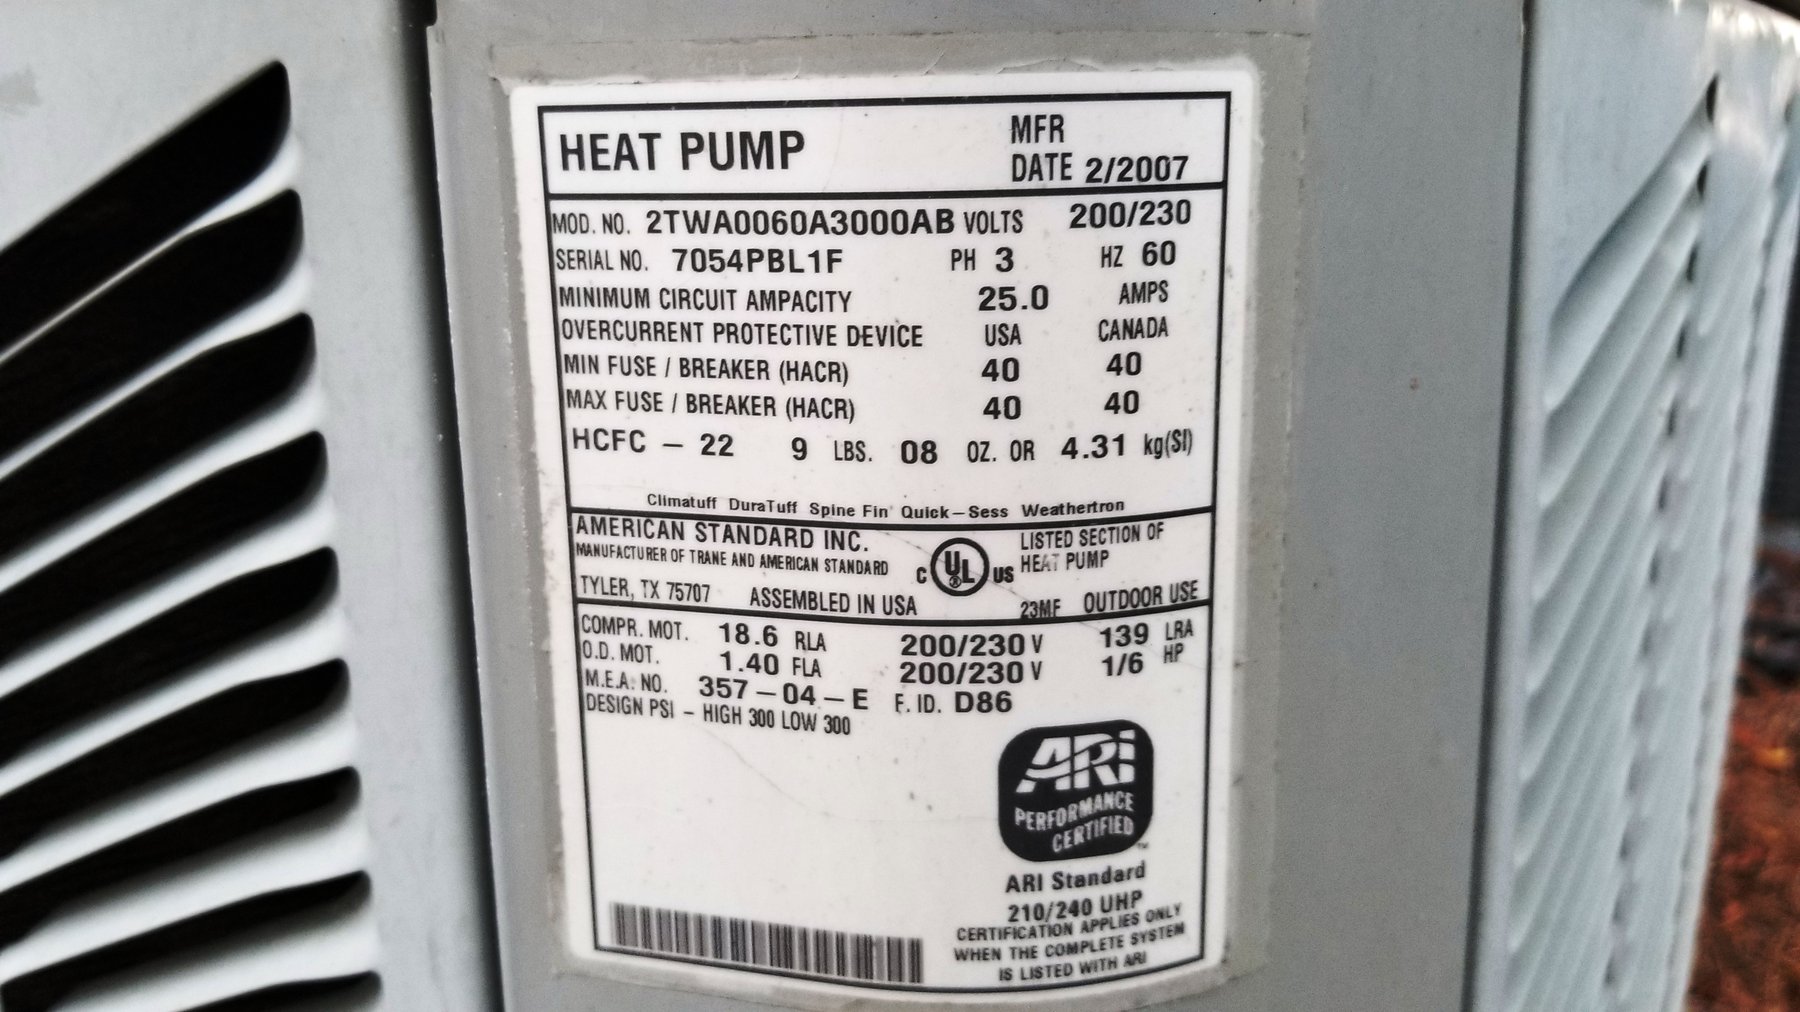 HEAT PUMP MFR DATE 2/2007
MOD. NO. 2TWA0060A3000AB VOLTS 200/230
SERIAL NO. 7054PBL1F PH 3 HZ 60
MINIMUM CIRCUIT AMPACITY 25.0 AMPS
OVERCURRENT PROTECTIVE DEVICE USA CANADA
MIN FUSE / BREAKER (HACR) 40 40
MAX FUSE / BREAKER (HACR) 40 40
HCFC – 22 9 LBS. 08 OZ. OR 4.31 kg(SI)
Climatuff DuraTuff Spine Fin' Quick–Sess Weathertron
AMERICAN STANDARD INC.
MANUFACTURER OF TRANE AND AMERICAN STANDARD
TYLER, TX 75707 ASSEMBLED IN USA
C UL ® US
LISTED SECTION OF
HEAT PUMP
23MF OUTDOOR USE
COMPR. MOT. 18.6 RLA 200/230 V 139 LRA
O.D. MOT. 1.40 FLA 200/230 V 1/6 HP
M.E.A. NO. 357–04–E F. ID. D86
DESIGN PSI – HIGH 300 LOW 300
ARI
PERFORMANCE
CERTIFIED™
ARI Standard
210/240 UHP
CERTIFICATION APPLIES ONLY
WHEN THE COMPLETE SYSTEM
IS LISTED WITH ARI